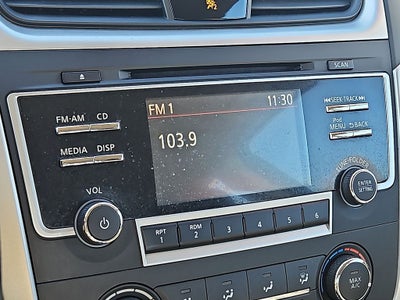 SCAN
FM 1 11:30
103.9
FM-AM CD
MEDIA DISP
SEEK·TRACK
iPod
MENU BACK
TUNE·FOLDER
ENTER
SETTING
VOL
RPT RDM
1 2 3 4 5 6
MAX
A/C